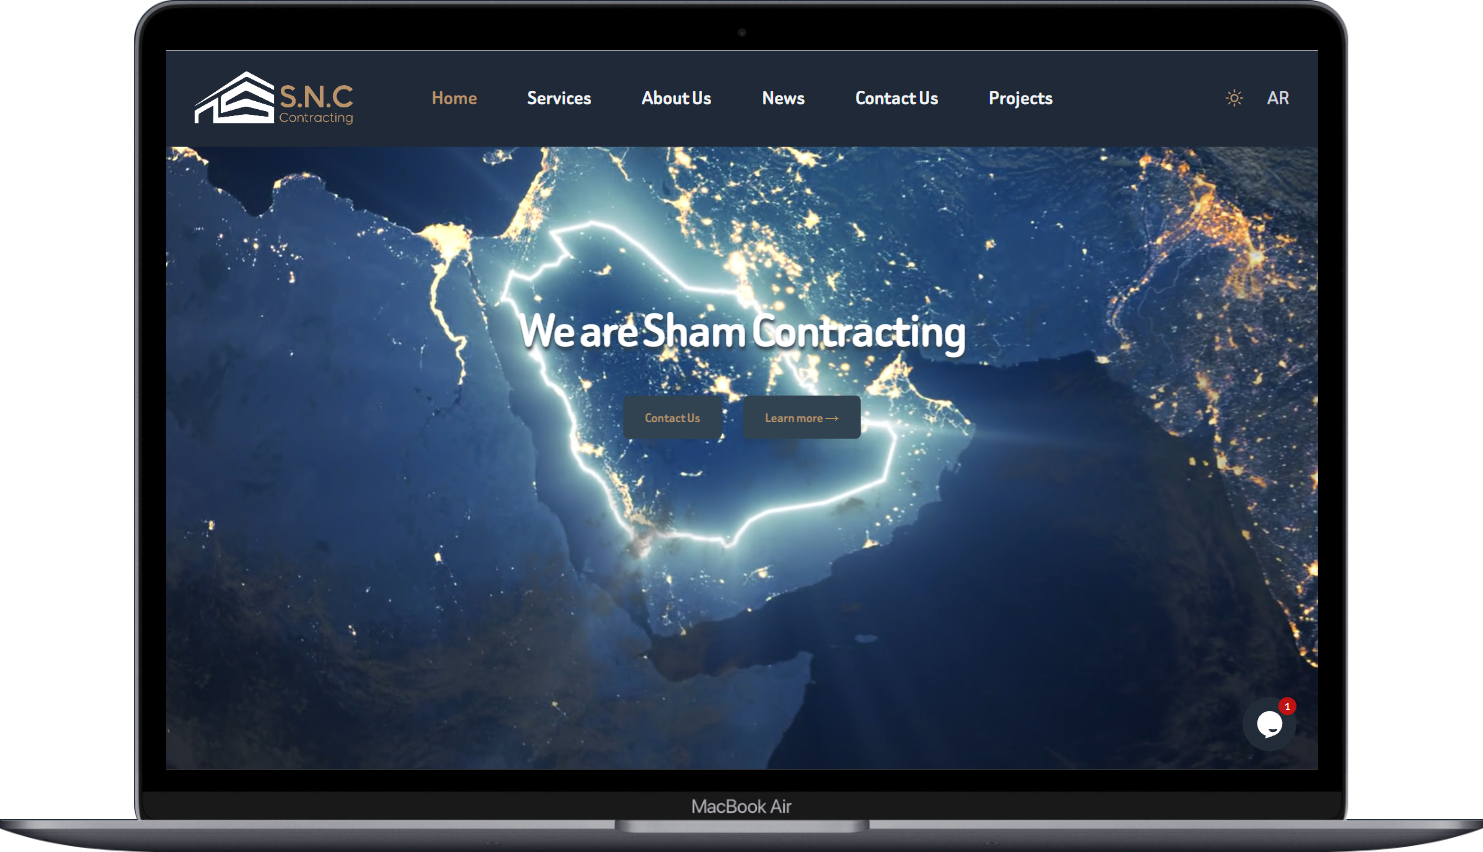 S.N.C
Contracting
Home
Services
About Us
News
Contact Us
Projects
AR
We are Sham Contracting
Contact Us
Learn more →
1
MacBook Air